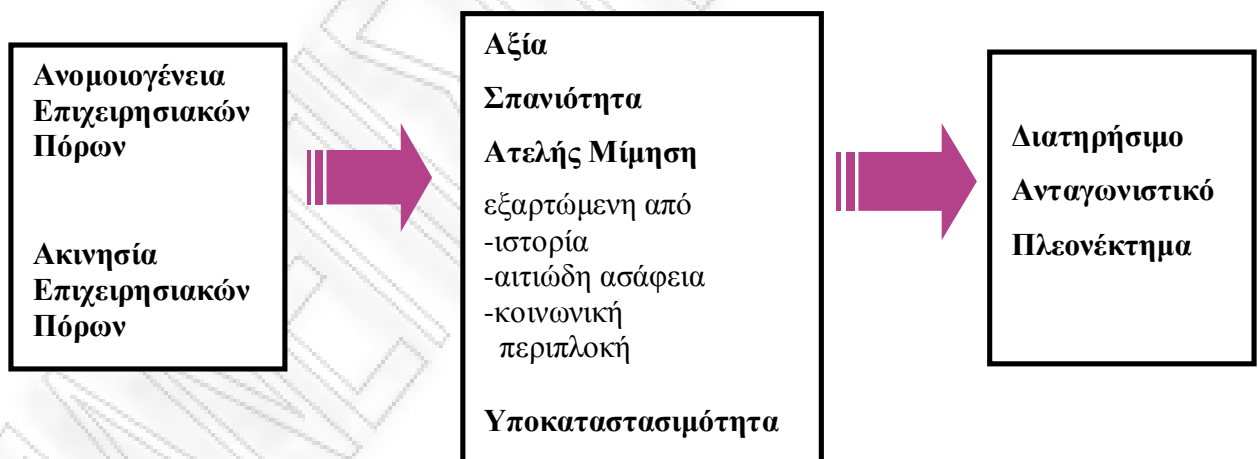 Ανομοιογένεια
Επιχειρησιακών
Πόρων
Ακινησία
Επιχειρησιακών
Πόρων
Αξία
Σπανιότητα
Ατελής Μίμηση
εξαρτώμενη από
-ιστορία
-αιτιώδη ασάφεια
-κοινωνική
περιπλοκή
Υποκαταστασιμότητα
Διατηρήσιμο
Ανταγωνιστικό
Πλεονέκτημα